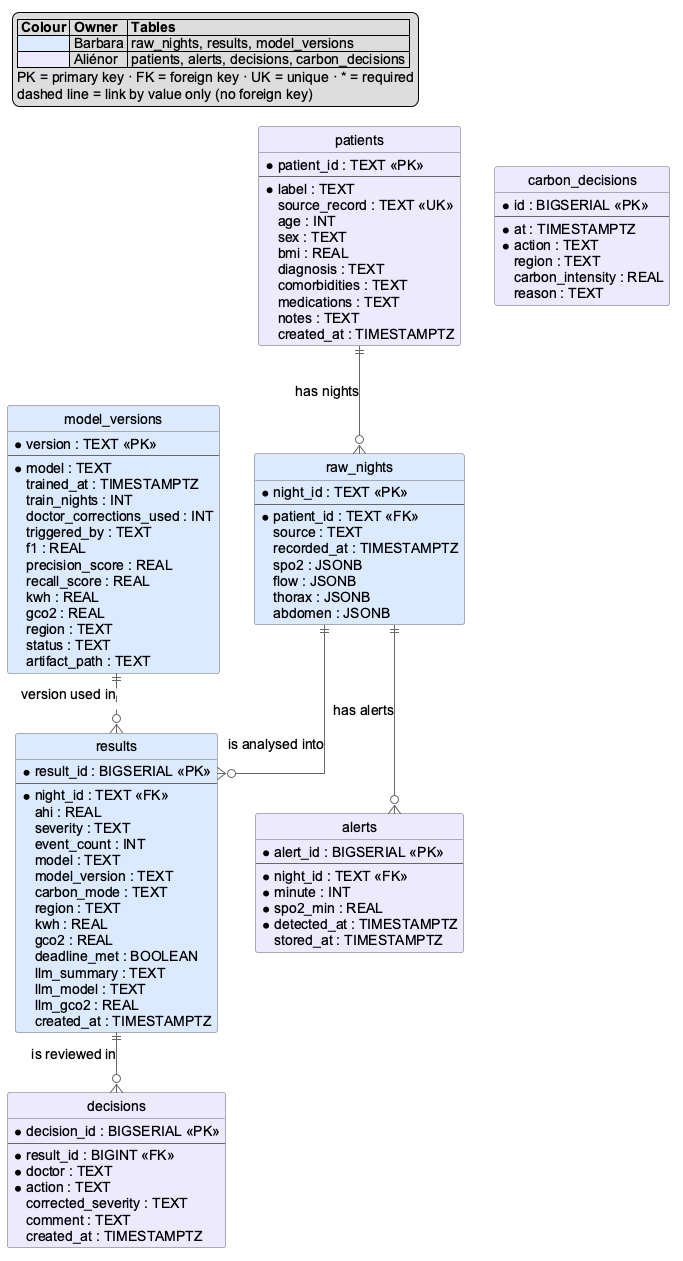 Colour Owner Tables
Barbara raw_nights, results, model_versions
Aliénor patients, alerts, decisions, carbon_decisions
PK = primary key · FK = foreign key · UK = unique · * = required
dashed line = link by value only (no foreign key)
patients
patient_id : TEXT «PK»
label : TEXT
source_record : TEXT «UK»
age : INT
sex : TEXT
bmi : REAL
diagnosis : TEXT
comorbidities : TEXT
medications : TEXT
notes : TEXT
created_at : TIMESTAMPTZ
carbon_decisions
id : BIGSERIAL «PK»
at : TIMESTAMPTZ
action : TEXT
region : TEXT
carbon_intensity : REAL
reason : TEXT
has nights
model_versions
version : TEXT «PK»
model : TEXT
trained_at : TIMESTAMPTZ
train_nights : INT
doctor_corrections_used : INT
triggered_by : TEXT
f1 : REAL
precision_score : REAL
recall_score : REAL
kwh : REAL
gco2 : REAL
region : TEXT
status : TEXT
artifact_path : TEXT
raw_nights
night_id : TEXT «PK»
patient_id : TEXT «FK»
source : TEXT
recorded_at : TIMESTAMPTZ
spo2 : JSONB
flow : JSONB
thorax : JSONB
abdomen : JSONB
version used in
has alerts
is analysed into
results
result_id : BIGSERIAL «PK»
night_id : TEXT «FK»
ahi : REAL
severity : TEXT
event_count : INT
model : TEXT
model_version : TEXT
carbon_mode : TEXT
region : TEXT
kwh : REAL
gco2 : REAL
deadline_met : BOOLEAN
llm_summary : TEXT
llm_model : TEXT
llm_gco2 : REAL
created_at : TIMESTAMPTZ
alerts
alert_id : BIGSERIAL «PK»
night_id : TEXT «FK»
minute : INT
spo2_min : REAL
detected_at : TIMESTAMPTZ
stored_at : TIMESTAMPTZ
is reviewed in
decisions
decision_id : BIGSERIAL «PK»
result_id : BIGINT «FK»
doctor : TEXT
action : TEXT
corrected_severity : TEXT
comment : TEXT
created_at : TIMESTAMPTZ